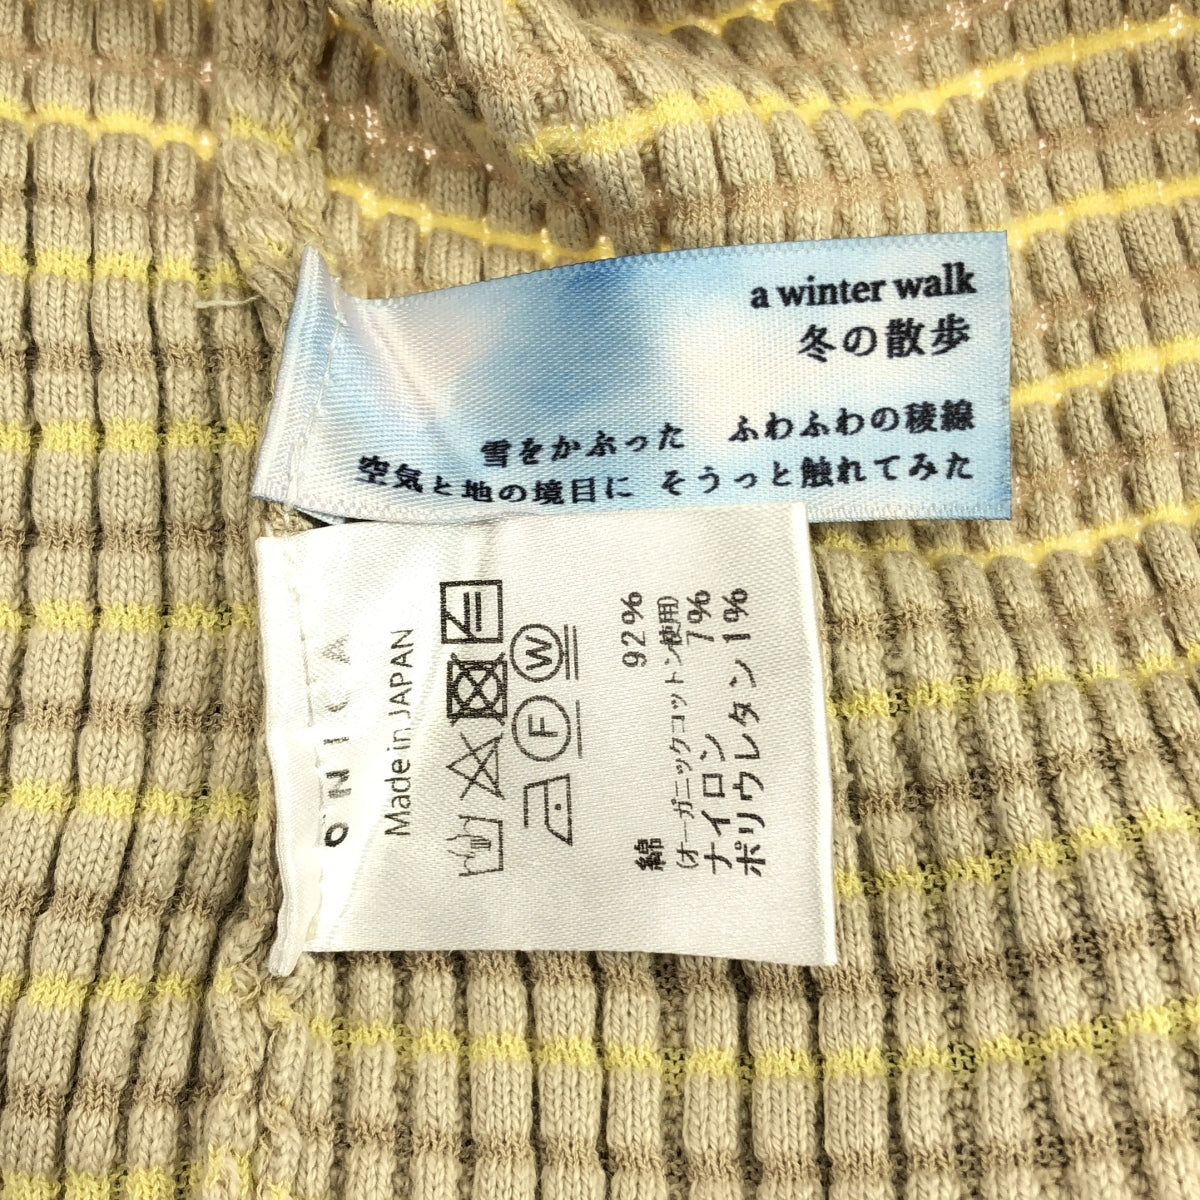 a winter walk
冬の散歩
雪をかぶった　ふわふわの稜線
空気と地の境目に　そうっと触れてみた
ONICA
Made in JAPAN
W
F
綿 92%
(オーガニックコットン使用)
ナイロン 7%
ポリウレタン 1%